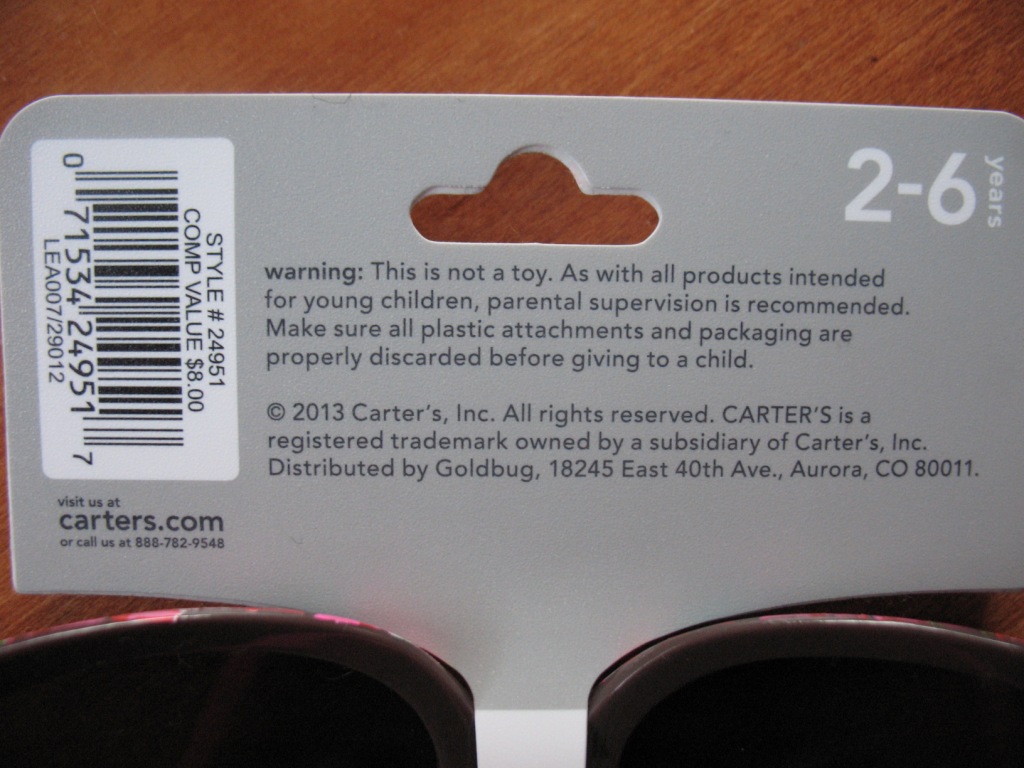 2-6 years
0 71534 24951 7
LEA007/29012
STYLE # 24951
COMP VALUE $8.00
warning: This is not a toy. As with all products intended
for young children, parental supervision is recommended.
Make sure all plastic attachments and packaging are
properly discarded before giving to a child.
© 2013 Carter's, Inc. All rights reserved. CARTER'S is a
registered trademark owned by a subsidiary of Carter's, Inc.
Distributed by Goldbug, 18245 East 40th Ave., Aurora, CO 80011.
visit us at
carters.com
or call us at 888-782-9548